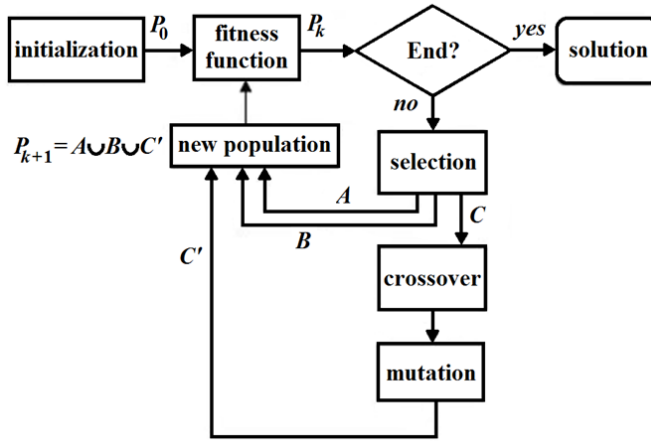 initialization
P₀
fitness
function
Pₖ
End?
yes
solution
no
Pₖ₊₁=A∪B∪C′
new population
selection
A
B
C
C′
crossover
mutation